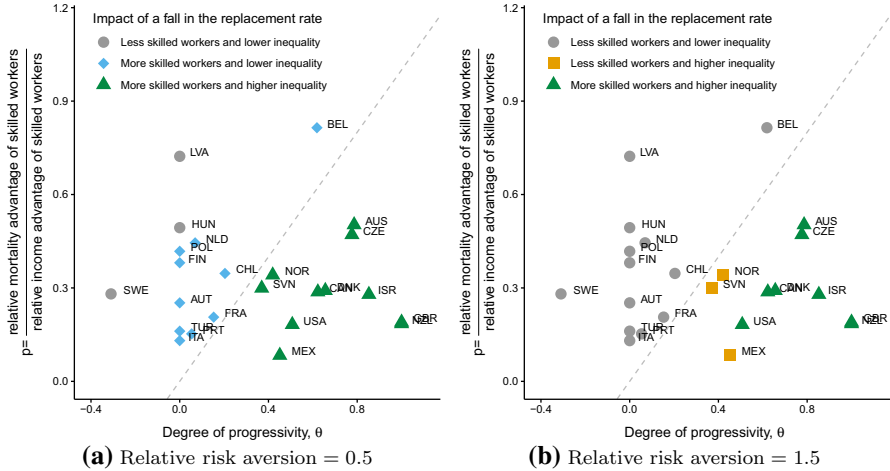 Impact of a fall in the replacement rate
Less skilled workers and lower inequality
More skilled workers and lower inequality
More skilled workers and higher inequality
p= relative mortality advantage of skilled workers
relative income advantage of skilled workers
1.2
0.9
0.6
0.3
0.0
BEL
LVA
HUN
NLD
POL
FIN
CHL
SWE
AUT
FRA
TUR
PRT
ITA
AUS
CZE
NOR
SVN
CAN
DNK
ISR
USA
GBR
NZL
MEX
−0.4 0.0 0.4 0.8
Degree of progressivity, θ
(a) Relative risk aversion = 0.5
Impact of a fall in the replacement rate
Less skilled workers and lower inequality
Less skilled workers and higher inequality
More skilled workers and higher inequality
p= relative mortality advantage of skilled workers
relative income advantage of skilled workers
1.2
0.9
0.6
0.3
0.0
BEL
LVA
HUN
NLD
POL
FIN
CHL
SWE
AUT
FRA
TUR
PRT
ITA
AUS
CZE
NOR
SVN
CAN
DNK
ISR
USA
GBR
NZL
MEX
−0.4 0.0 0.4 0.8
Degree of progressivity, θ
(b) Relative risk aversion = 1.5